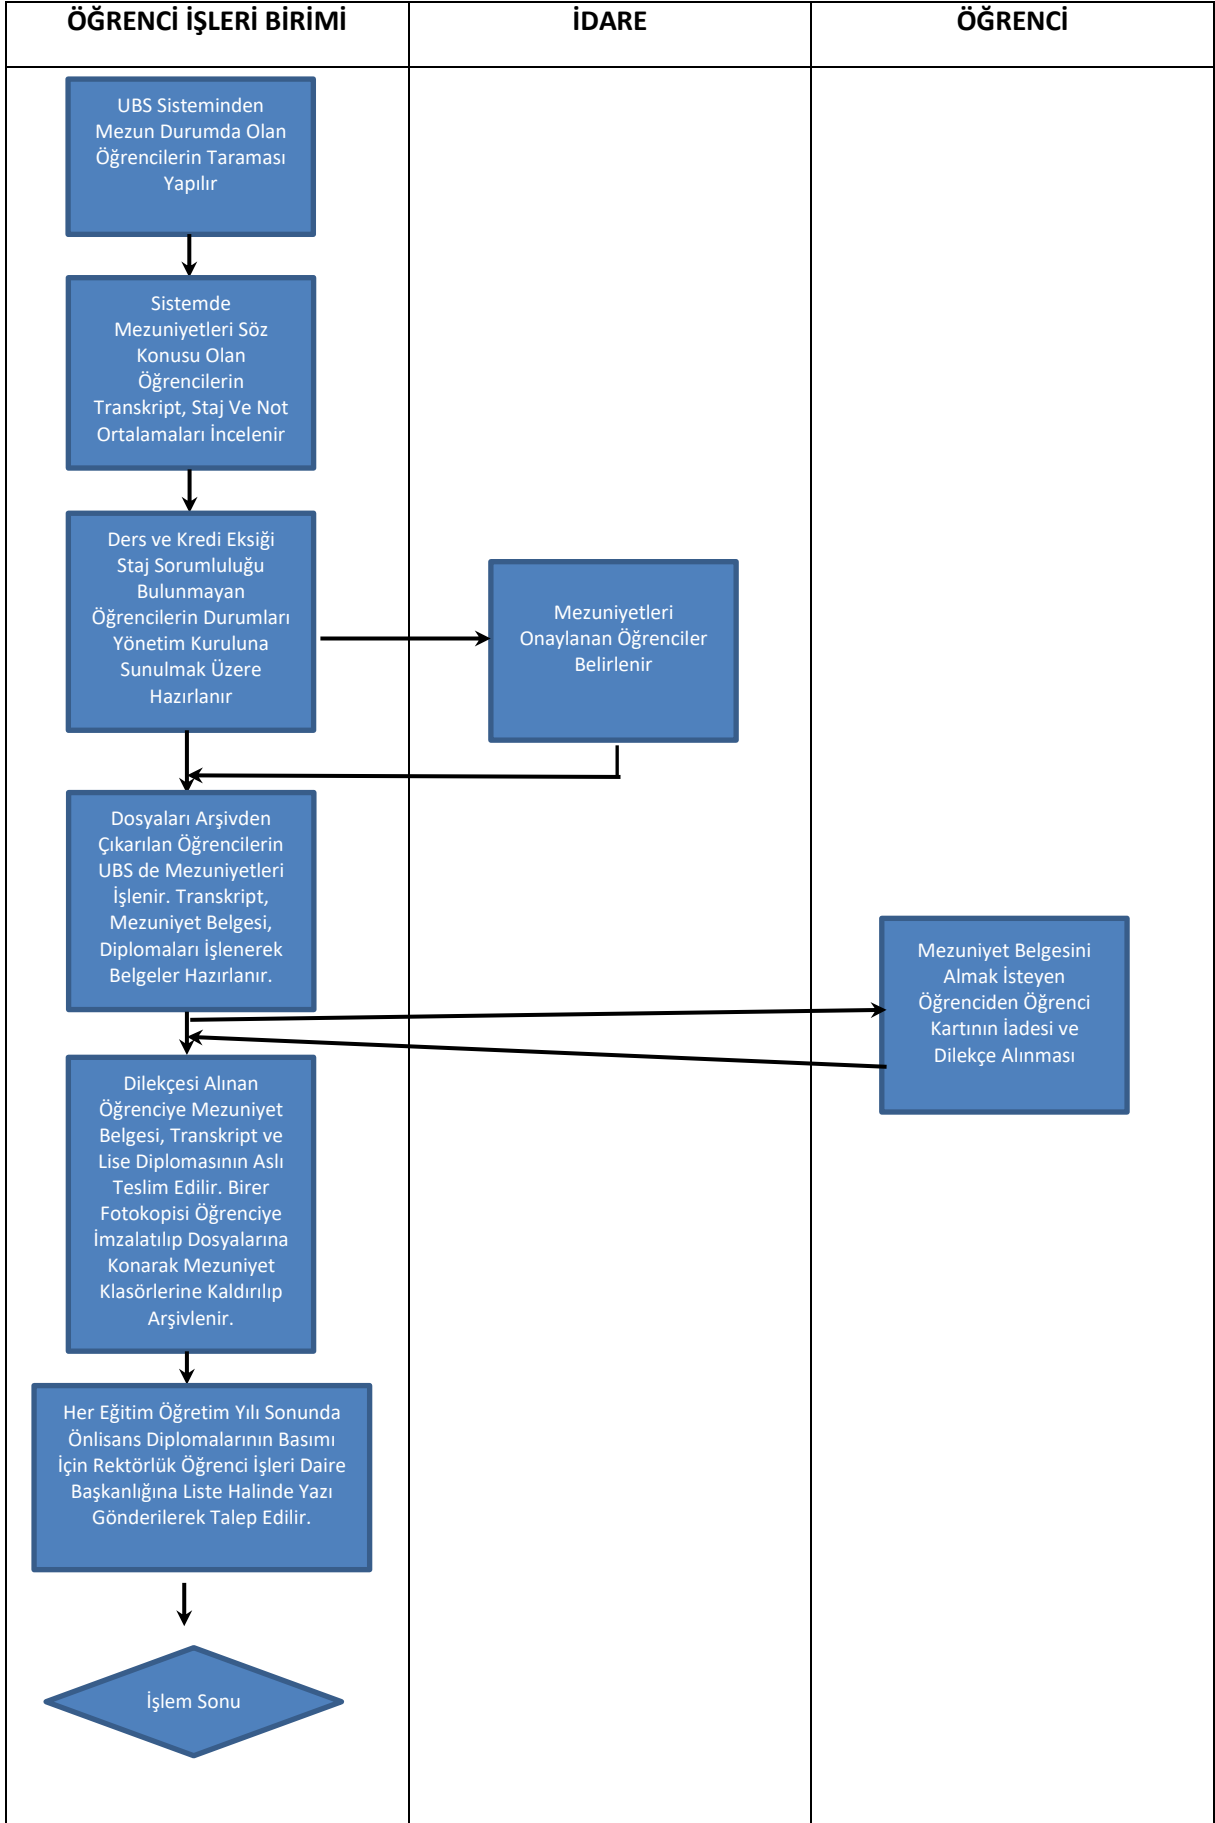 ÖĞRENCİ İŞLERİ BİRİMİ
İDARE
ÖĞRENCİ
UBS Sisteminden
Mezun Durumda Olan
Öğrencilerin Taraması
Yapılır
Sistemde
Mezuniyetleri Söz
Konusu Olan
Öğrencilerin
Transkript, Staj Ve Not
Ortalamaları İncelenir
Ders ve Kredi Eksiği
Staj Sorumluluğu
Bulunmayan
Öğrencilerin Durumları
Yönetim Kuruluna
Sunulmak Üzere
Hazırlanır
Mezuniyetleri
Onaylanan Öğrenciler
Belirlenir
Dosyaları Arşivden
Çıkarılan Öğrencilerin
UBS de Mezuniyetleri
İşlenir. Transkript,
Mezuniyet Belgesi,
Diplomaları İşlenerek
Belgeler Hazırlanır.
Mezuniyet Belgesini
Almak İsteyen
Öğrenciden Öğrenci
Kartının İadesi ve
Dilekçe Alınması
Dilekçesi Alınan
Öğrenciye Mezuniyet
Belgesi, Transkript ve
Lise Diplomasının Aslı
Teslim Edilir. Birer
Fotokopisi Öğrenciye
İmzalatılıp Dosyalarına
Konarak Mezuniyet
Klasörlerine Kaldırılıp
Arşivlenir.
Her Eğitim Öğretim Yılı Sonunda
Önlisans Diplomalarının Basımı
İçin Rektörlük Öğrenci İşleri Daire
Başkanlığına Liste Halinde Yazı
Gönderilerek Talep Edilir.
İşlem Sonu